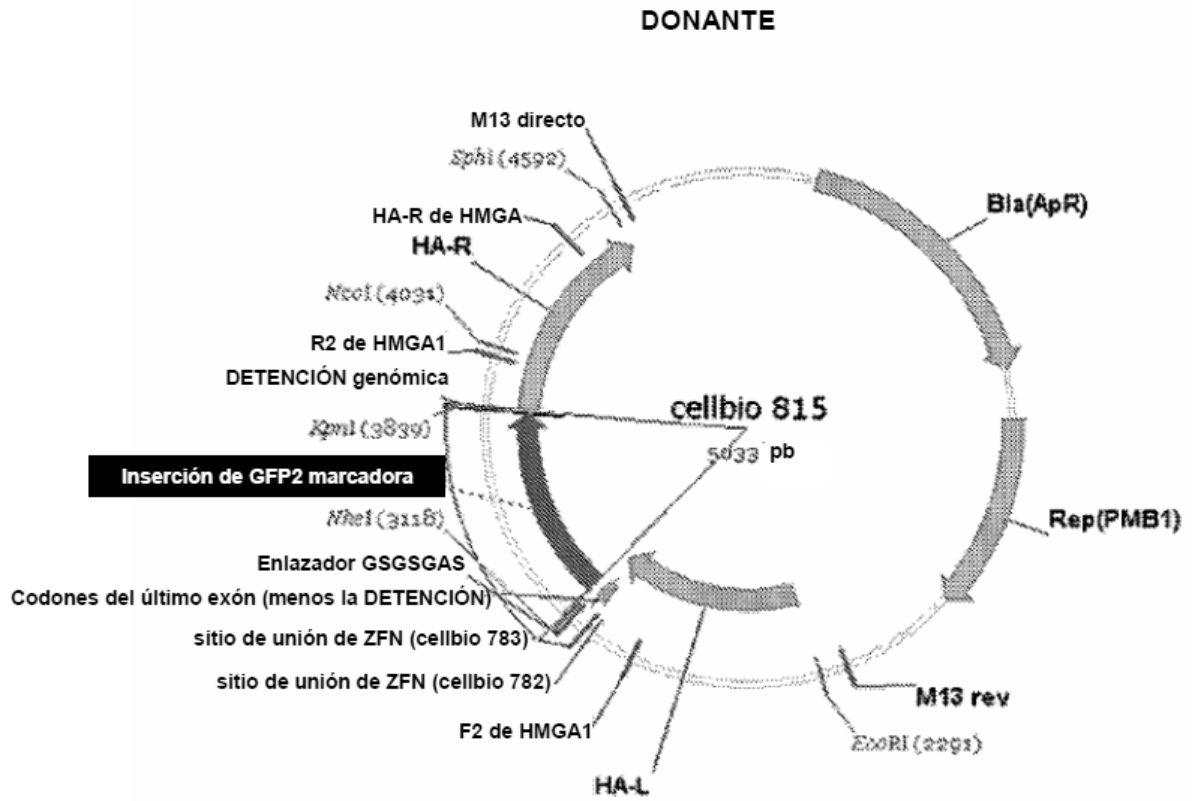 DONANTE
M13 directo
SphI (4592)
HA-R de HMGA
HA-R
NcoI (4031)
R2 de HMGA1
DETENCIÓN genómica
KpnI (3839)
Inserción de GFP2 marcadora
NheI (3118)
Enlazador GSGSGAS
Codones del último exón (menos la DETENCIÓN)
sitio de unión de ZFN (cellbio 783)
sitio de unión de ZFN (cellbio 782)
F2 de HMGA1
HA-L
EcoRI (2291)
M13 rev
Rep(PMB1)
Bla(ApR)
cellbio 815
5033 pb